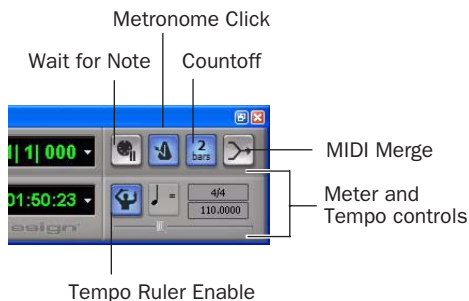 Metronome Click
Wait for Note
Countoff
1| 1| 000
2
bars
MIDI Merge
01:50:23
=
4/4
110.0000
Meter and
Tempo controls
esign
Tempo Ruler Enable